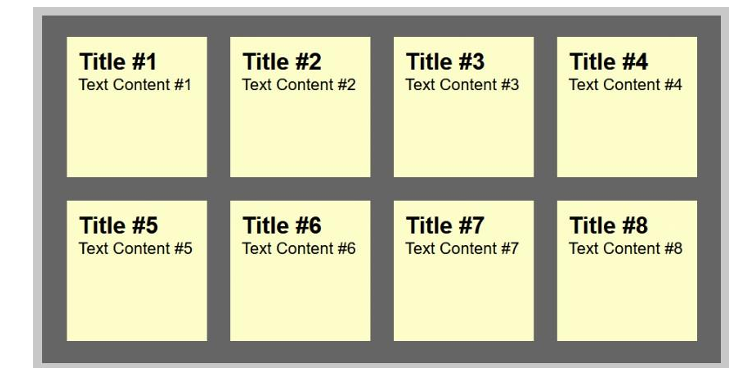 Title #1
Text Content #1
Title #2
Text Content #2
Title #3
Text Content #3
Title #4
Text Content #4
Title #5
Text Content #5
Title #6
Text Content #6
Title #7
Text Content #7
Title #8
Text Content #8